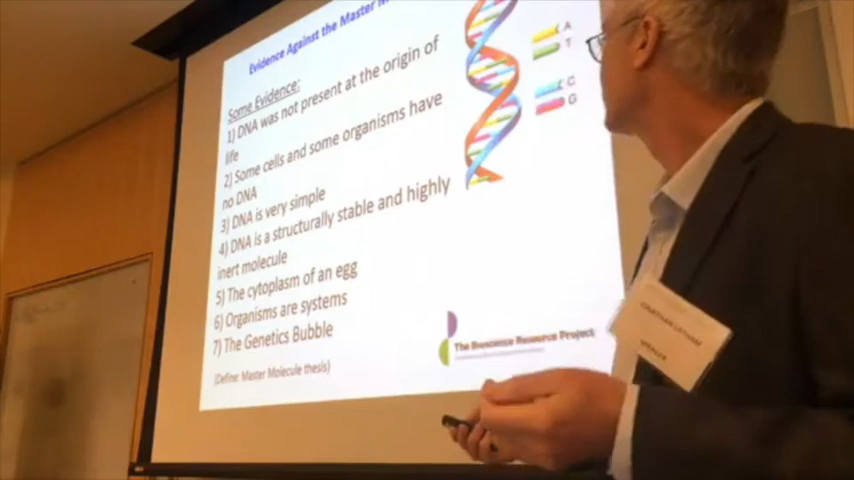 Evidence Against the Master
Some Evidence:
1) DNA was not present at the origin of
life
2) Some cells and some organisms have
no DNA
3) DNA is very simple
4) DNA is a structurally stable and highly
inert molecule
5) The cytoplasm of an egg
6) Organisms are systems
7) The Genetics Bubble
(Define: Master Molecule thesis)
A
T
C
G
The Bioscience Resource Project
JONATHAN LATHAM
SPEAKER